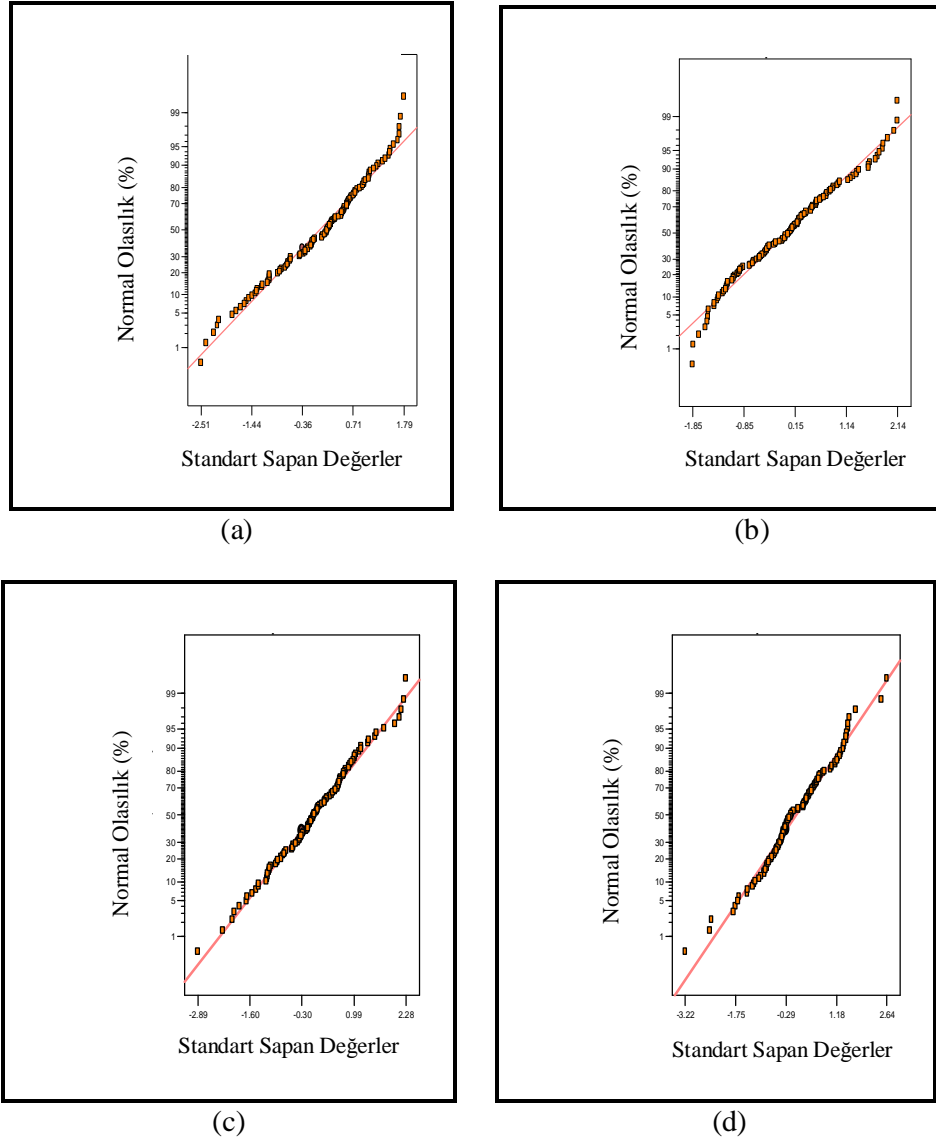 Normal Olasılık (%)
99
95
90
80
70
50
30
20
10
5
1
-2.51 -1.44 -0.36 0.71 1.79
Standart Sapan Değerler
(a)
Normal Olasılık (%)
99
95
90
80
70
50
30
20
10
5
1
-1.85 -0.85 0.15 1.14 2.14
Standart Sapan Değerler
(b)
Normal Olasılık (%)
99
95
90
80
70
50
30
20
10
5
1
-2.89 -1.60 -0.30 0.99 2.28
Standart Sapan Değerler
(c)
Normal Olasılık (%)
99
95
90
80
70
50
30
20
10
5
1
-3.22 -1.75 -0.29 1.18 2.64
Standart Sapan Değerler
(d)